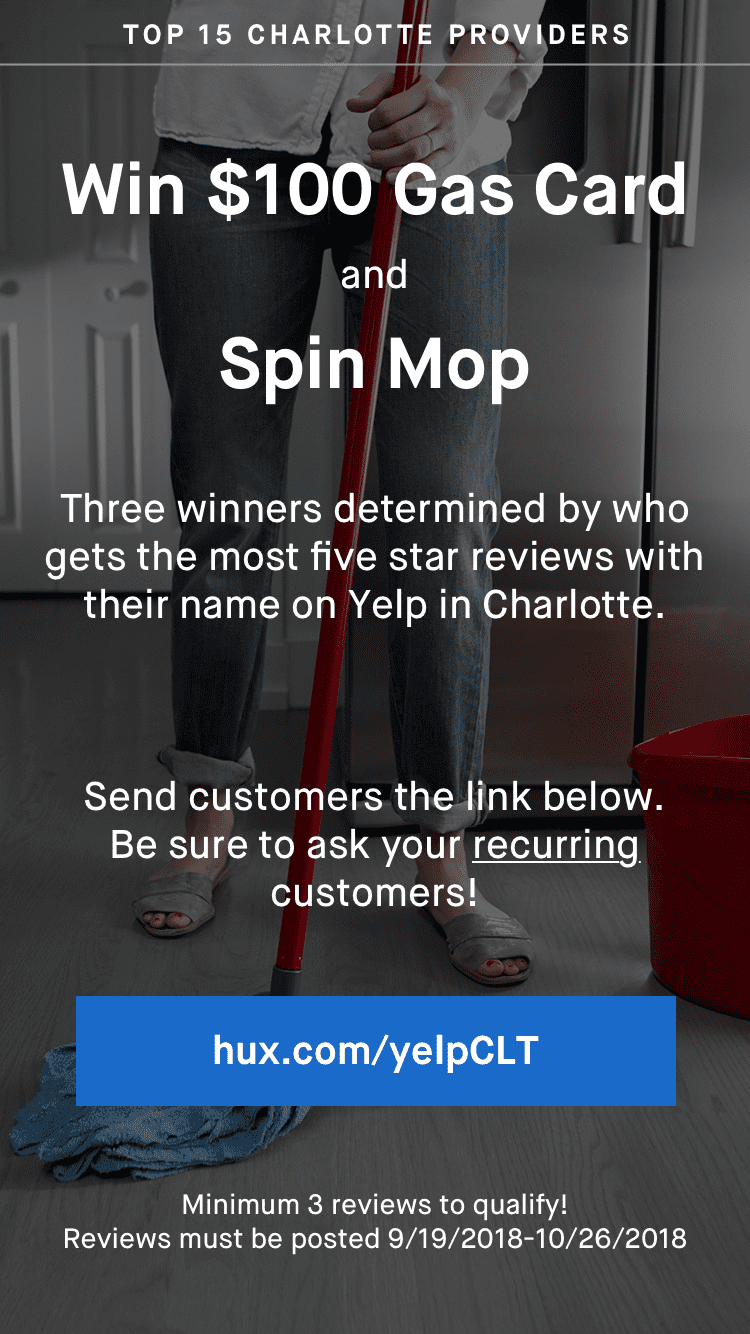 TOP 15 CHARLOTTE PROVIDERS
Win $100 Gas Card
and
Spin Mop
Three winners determined by who
gets the most five star reviews with
their name on Yelp in Charlotte.
Send customers the link below.
Be sure to ask your recurring
customers!
hux.com/yelpCLT
Minimum 3 reviews to qualify!
Reviews must be posted 9/19/2018-10/26/2018